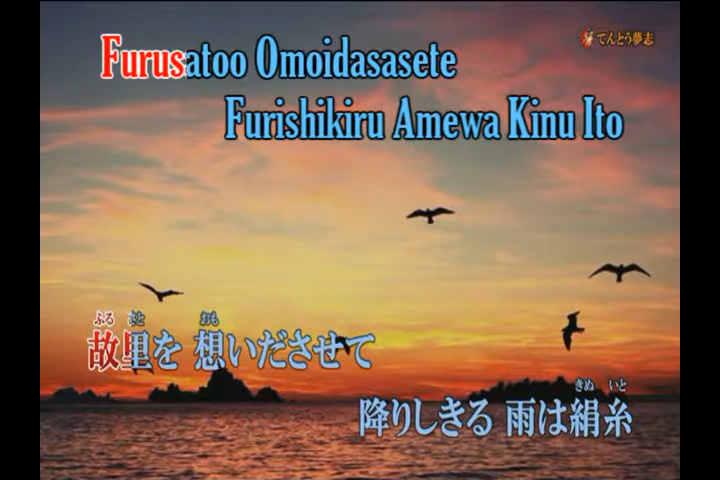 てんとう夢志
Furusatoo Omoidasasete
Furishikiru Amewa Kinu Ito
ふる さと おも
故里を 想いださせて
きぬ いと
降りしきる 雨は絹糸